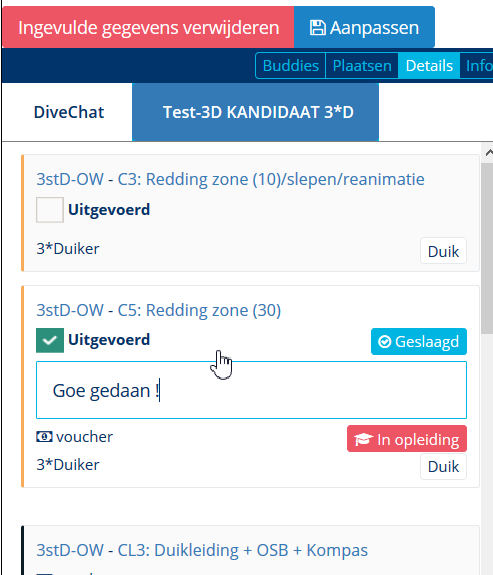 Ingevulde gegevens verwijderen
Aanpassen
Buddies
Plaatsen
Details
Info
DiveChat
Test-3D KANDIDAAT 3*D
3stD-OW - C3: Redding zone (10)/slepen/reanimatie
Uitgevoerd
3*Duiker
Duik
3stD-OW - C5: Redding zone (30)
Uitgevoerd
Geslaagd
Goe gedaan !
voucher
In opleiding
3*Duiker
Duik
3stD-OW - CL3: Duikleiding + OSB + Kompas